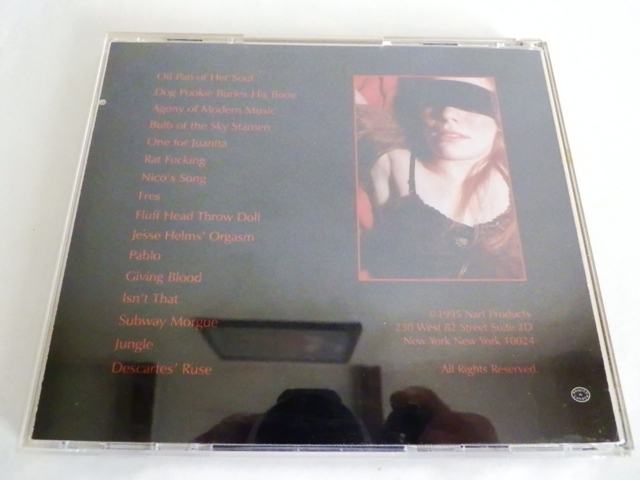 Oil Pan of Her Soul
Dog Pookie Buries His Bone
Agony of Modern Music
Bulb of the Sky Stamen
One for Juanita
Rat Fucking
Nico's Song
Fres
Fluff Head Throw Doll
Jesse Helms' Orgasm
Pablo
Giving Blood
Isn't That
Subway Morgue
Jungle
Descartes' Ruse
©1995 Narl Products
230 West 82 Street Suite 1D
New York New York 10024
All Rights Reserved.